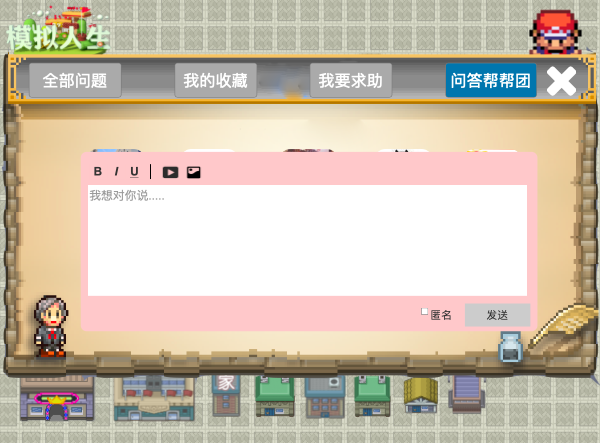 模拟人生
全部问题 我的收藏 我要求助 问答帮帮团
B I U
我想对你说.....
匿名 发送
家